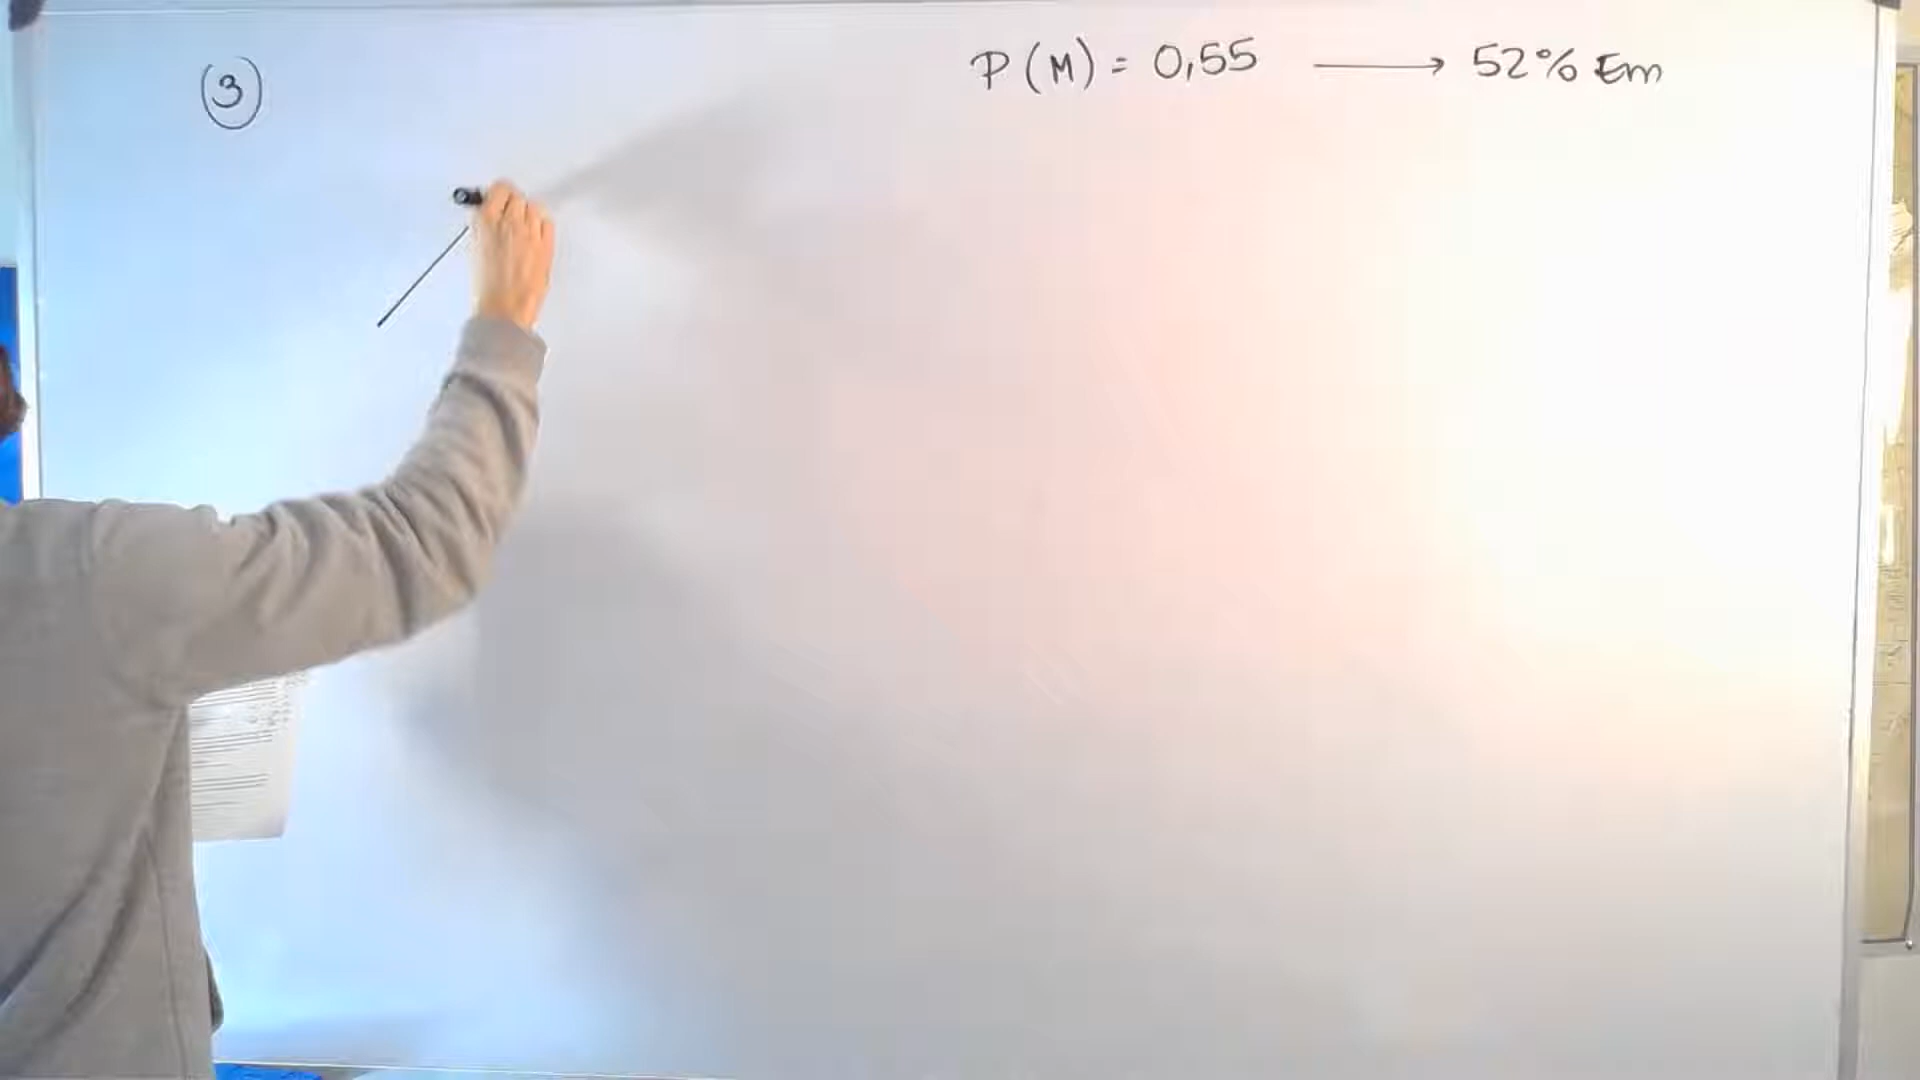 3
P(M) = 0,55 → 52% Em